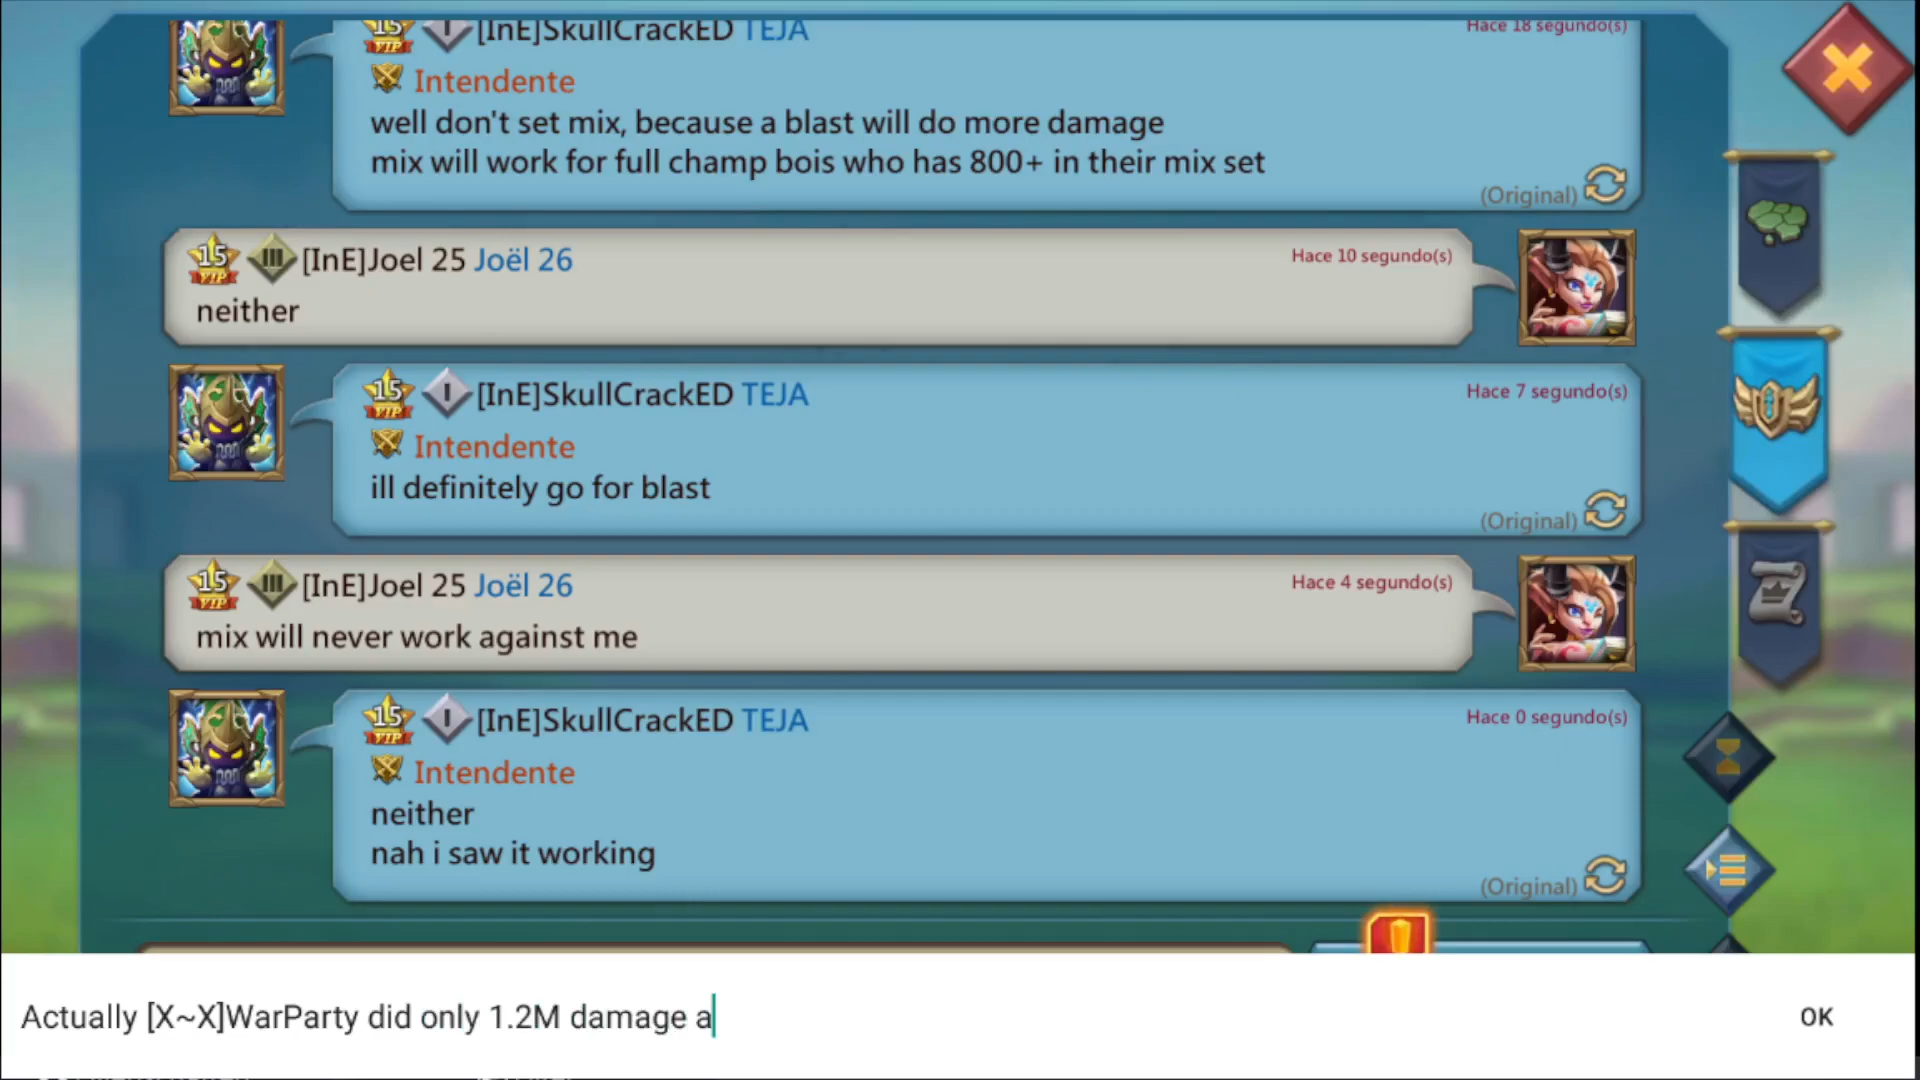 15 VIP I [InE]SkullCrackED TEJA Hace 18 segundo(s)
Intendente
well don't set mix, because a blast will do more damage
mix will work for full champ bois who has 800+ in their mix set
(Original)
15 VIP III [InE]Joel 25 Joël 26 Hace 10 segundo(s)
neither
15 VIP I [InE]SkullCrackED TEJA Hace 7 segundo(s)
Intendente
ill definitely go for blast
(Original)
15 VIP III [InE]Joel 25 Joël 26 Hace 4 segundo(s)
mix will never work against me
15 VIP I [InE]SkullCrackED TEJA Hace 0 segundo(s)
Intendente
neither
nah i saw it working
(Original)
Actually [X~X]WarParty did only 1.2M damage a
OK